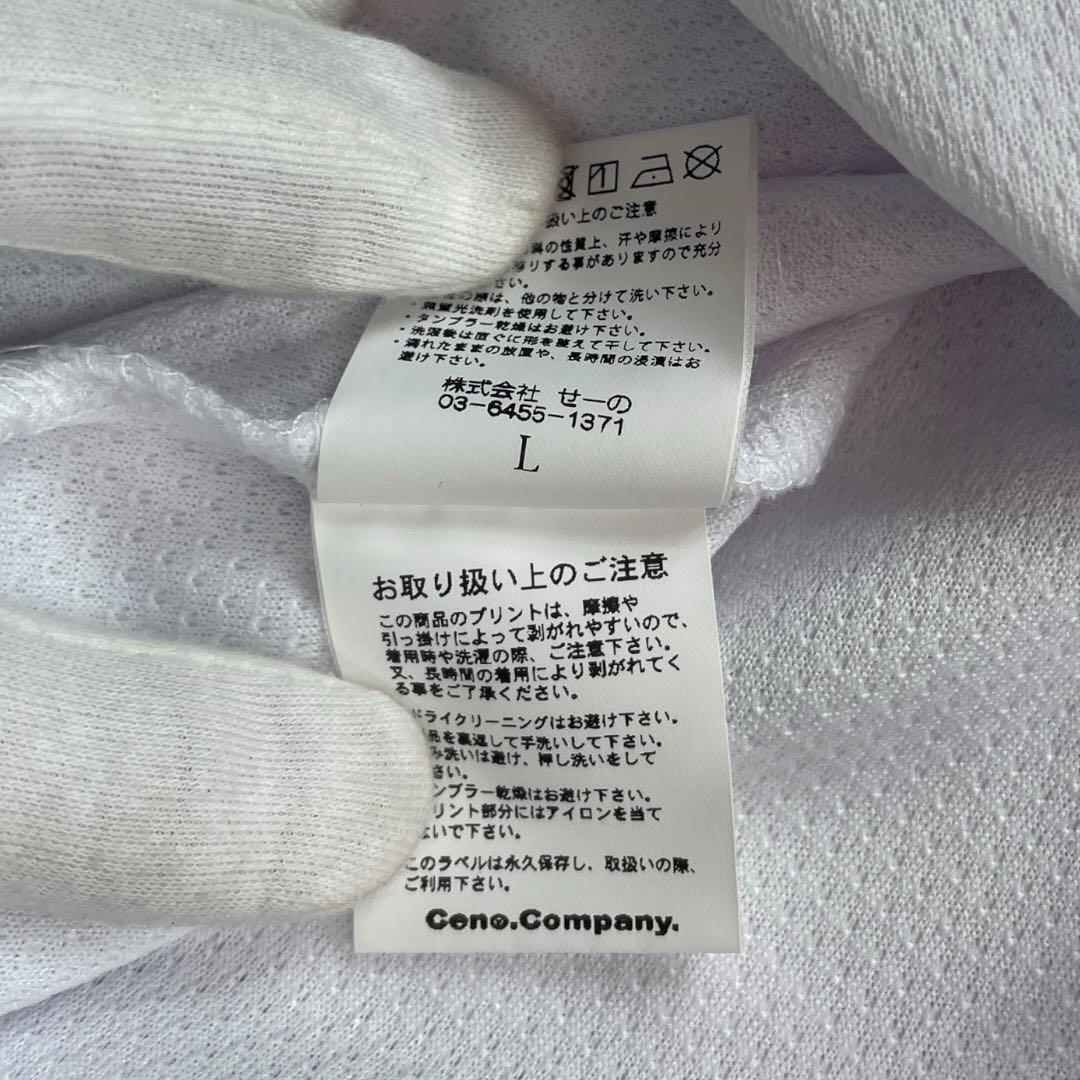 扱い上のご注意
の性質上、汗や摩擦により
りする事がありますので充分
さい。
の際は、他の物と分けて洗い下さい。
・無蛍光洗剤を使用して下さい。
・タンブラー乾燥はお避け下さい。
・洗濯後は直ぐに形を整えて干して下さい。
・濡れたままの放置や、長時間の浸漬はお
避け下さい。
株式会社 せーの
03-6455-1371
L
お取り扱い上のご注意
この商品のプリントは、摩擦や
引っ掛けによって剥がれやすいので、
着用時や洗濯の際、ご注意下さい。
又、長時間の着用により剥がれてく
る事をご了承ください。
ドライクリーニングはお避け下さい。
品を裏返して手洗いして下さい。
み洗いは避け、押し洗いをして
さい。
ンブラー乾燥はお避け下さい。
リント部分にはアイロンを当て
ないで下さい。
このラベルは永久保存し、取扱いの際、
ご利用下さい。
Ceno.Company.